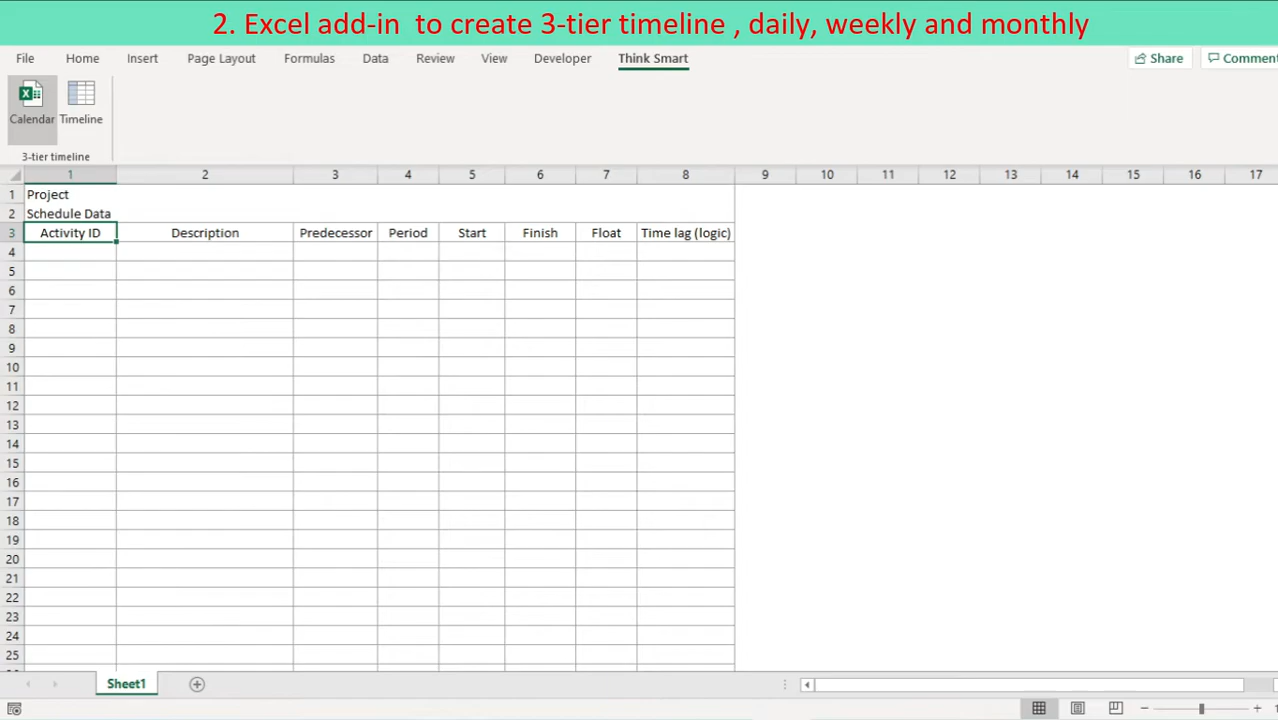 2. Excel add-in  to create 3-tier timeline , daily, weekly and monthly
File Home Insert Page Layout Formulas Data Review View Developer Think Smart Share
Calendar Timeline
3-tier timeline
1 2 3 4 5 6 7 8 9 10 11 12 13 14 15 16 17
1 Project
2 Schedule Data
3 Activity ID Description Predecessor Period Start Finish Float Time lag (logic)
4
5
6
7
8
9
10
11
12
13
14
15
16
17
18
19
20
21
22
23
24
25
Sheet1